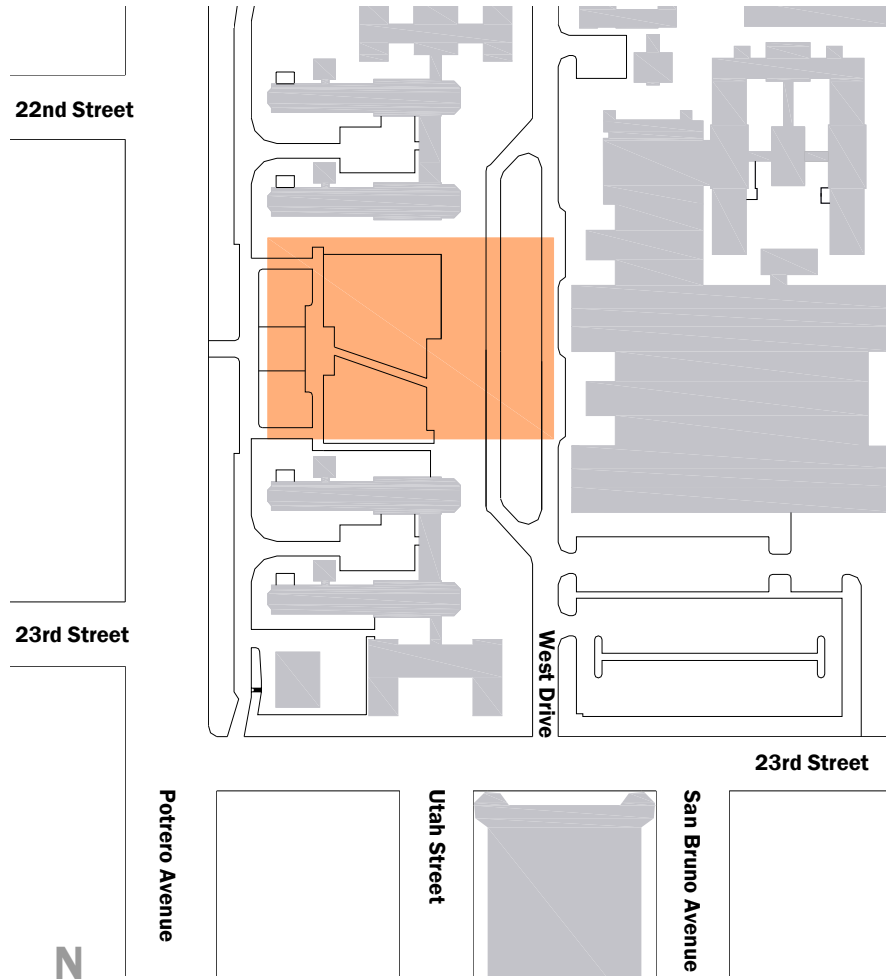 22nd Street
23rd Street
West Drive
23rd Street
Potrero Avenue
Utah Street
San Bruno Avenue
N